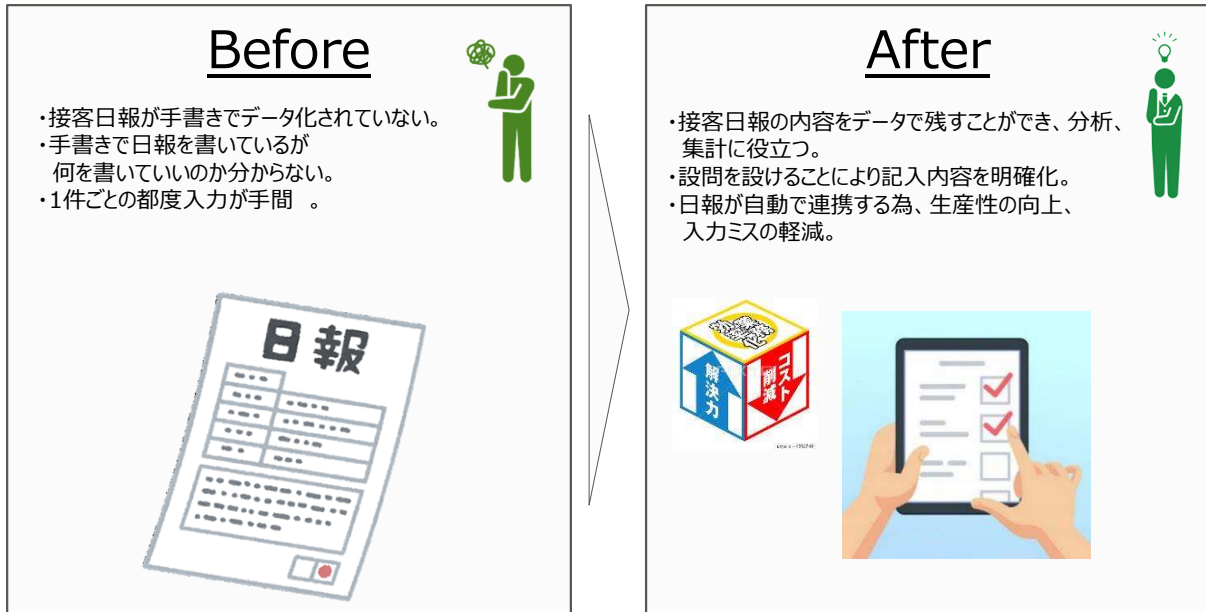 Before
・接客日報が手書きでデータ化されていない。
・手書きで日報を書いているが
何を書いていいのか分からない。
・1件ごとの都度入力が手間 。
日報
After
・接客日報の内容をデータで残すことができ、分析、
集計に役立つ。
・設問を設けることにより記入内容を明確化。
・日報が自動で連携する為、生産性の向上、
入力ミスの軽減。
解決力
コスト
削減